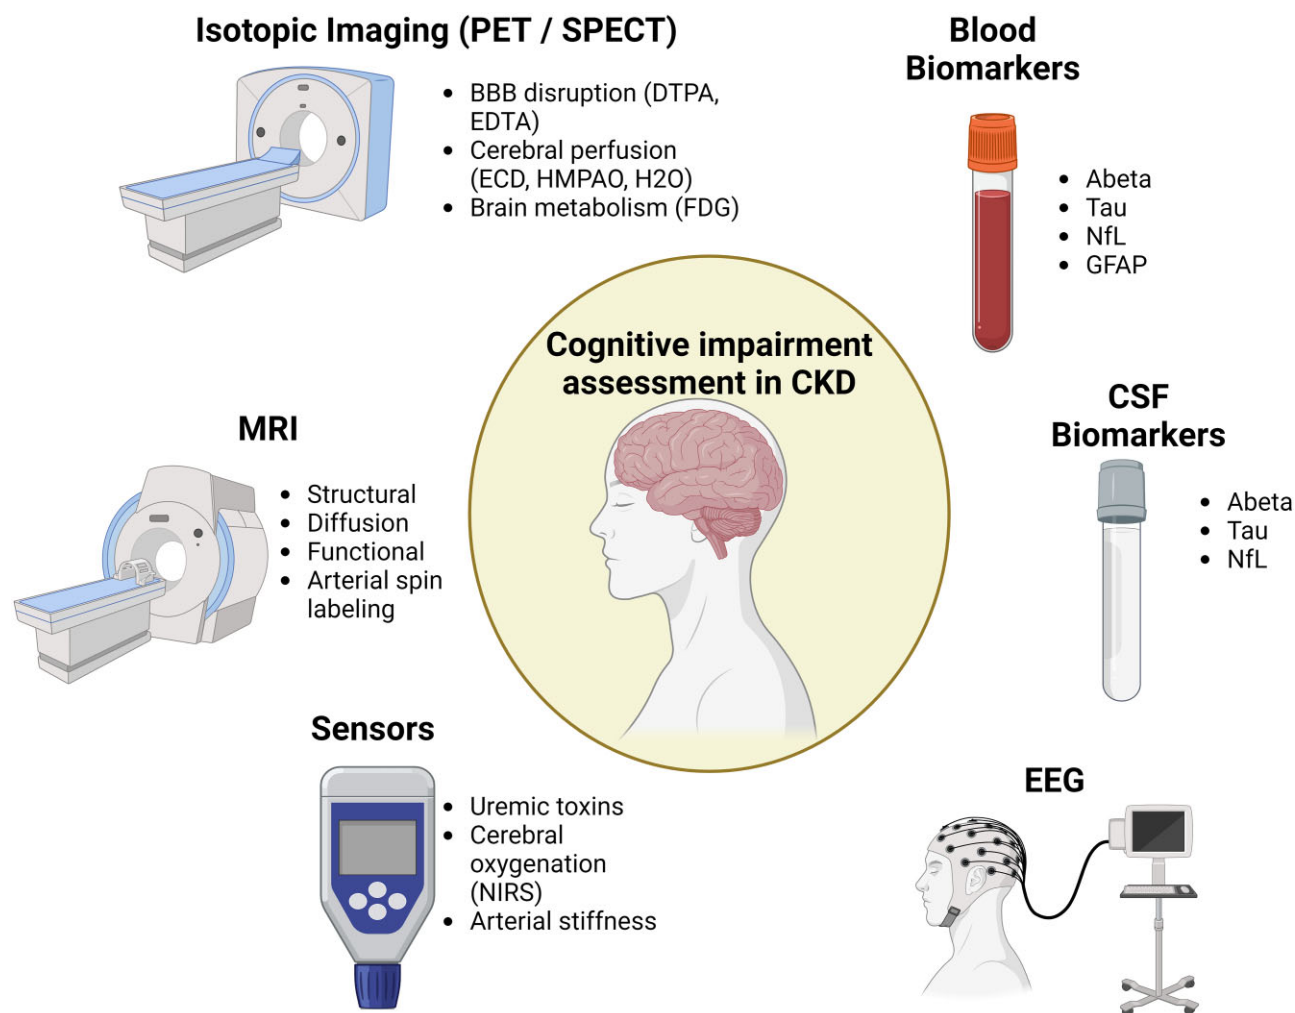 Isotopic Imaging (PET / SPECT)
• BBB disruption (DTPA,
EDTA)
• Cerebral perfusion
(ECD, HMPAO, H2O)
• Brain metabolism (FDG)
Blood
Biomarkers
• Abeta
• Tau
• NfL
• GFAP
Cognitive impairment
assessment in CKD
MRI
• Structural
• Diffusion
• Functional
• Arterial spin
labeling
CSF
Biomarkers
• Abeta
• Tau
• NfL
Sensors
• Uremic toxins
• Cerebral
oxygenation
(NIRS)
• Arterial stiffness
EEG